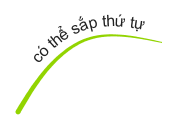 có thể sắp thứ tự